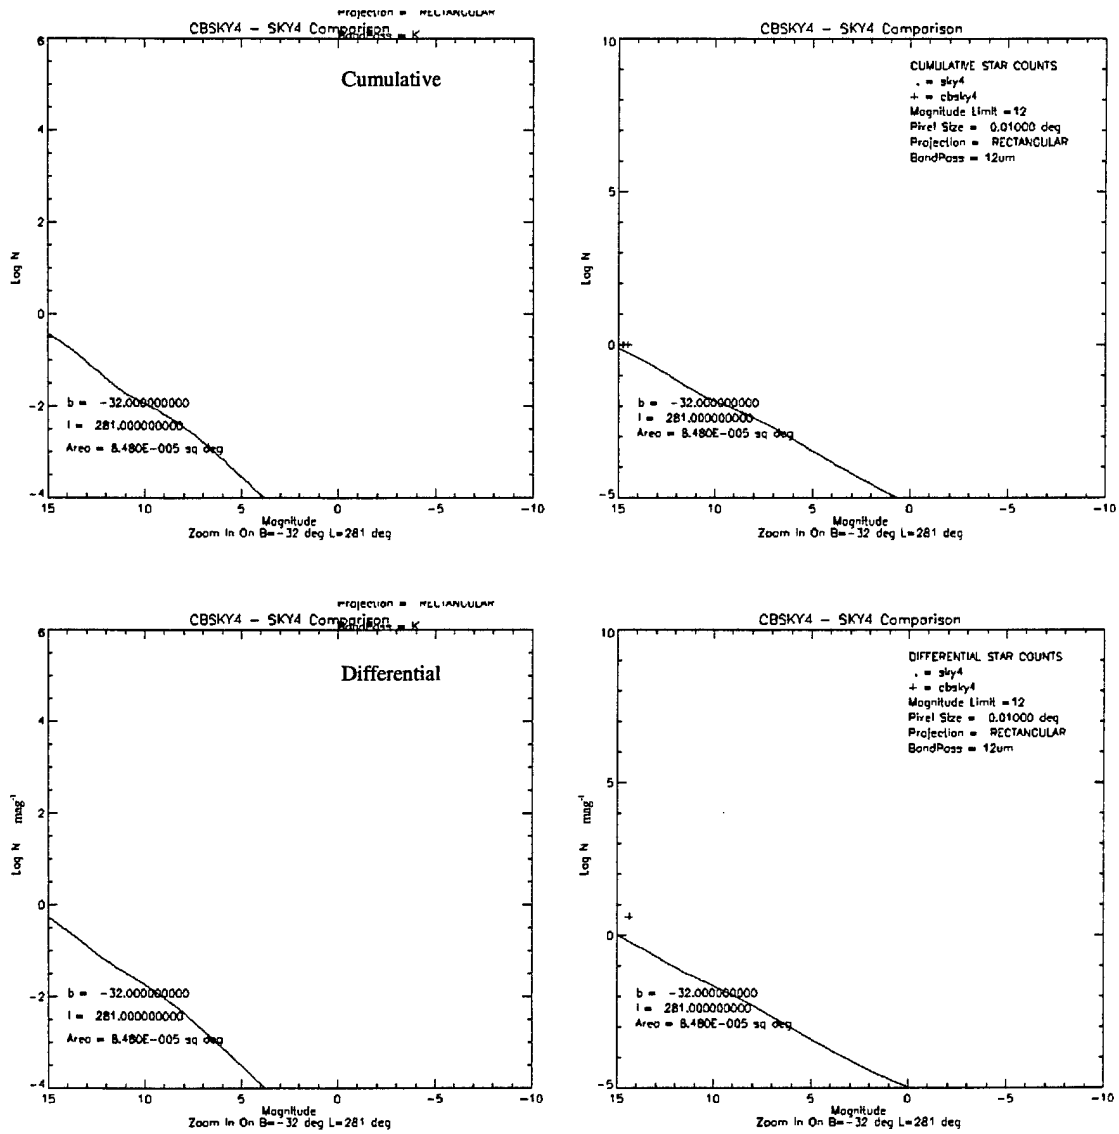 Projection = RECTANGULAR
CBSKY4 - SKY4 Comparison
BandPass = K
Cumulative
6
4
2
0
-2
-4
Log N
b = -32.000000000
l = 281.000000000
Area = 8.480E-005 sq deg
15
10
5
0
-5
-10
Magnitude
Zoom In On B=-32 deg L=281 deg
CBSKY4 - SKY4 Comparison
CUMULATIVE STAR COUNTS
. = sky4
+ = cbsky4
Magnitude Limit =12
Pixel Size = 0.01000 deg
Projection = RECTANGULAR
BandPass = 12um
10
5
0
-5
Log N
b = -32.000000000
l = 281.000000000
Area = 8.480E-005 sq deg
15
10
5
0
-5
-10
Magnitude
Zoom In On B=-32 deg L=281 deg
Projection = RECTANGULAR
CBSKY4 - SKY4 Comparison
BandPass = K
Differential
6
4
2
0
-2
-4
Log N mag⁻¹
b = -32.000000000
l = 281.000000000
Area = 8.480E-005 sq deg
15
10
5
0
-5
-10
Magnitude
Zoom In On B=-32 deg L=281 deg
CBSKY4 - SKY4 Comparison
DIFFERENTIAL STAR COUNTS
. = sky4
+ = cbsky4
Magnitude Limit =12
Pixel Size = 0.01000 deg
Projection = RECTANGULAR
BandPass = 12um
10
5
0
-5
Log N mag⁻¹
b = -32.000000000
l = 281.000000000
Area = 8.480E-005 sq deg
15
10
5
0
-5
-10
Magnitude
Zoom In On B=-32 deg L=281 deg